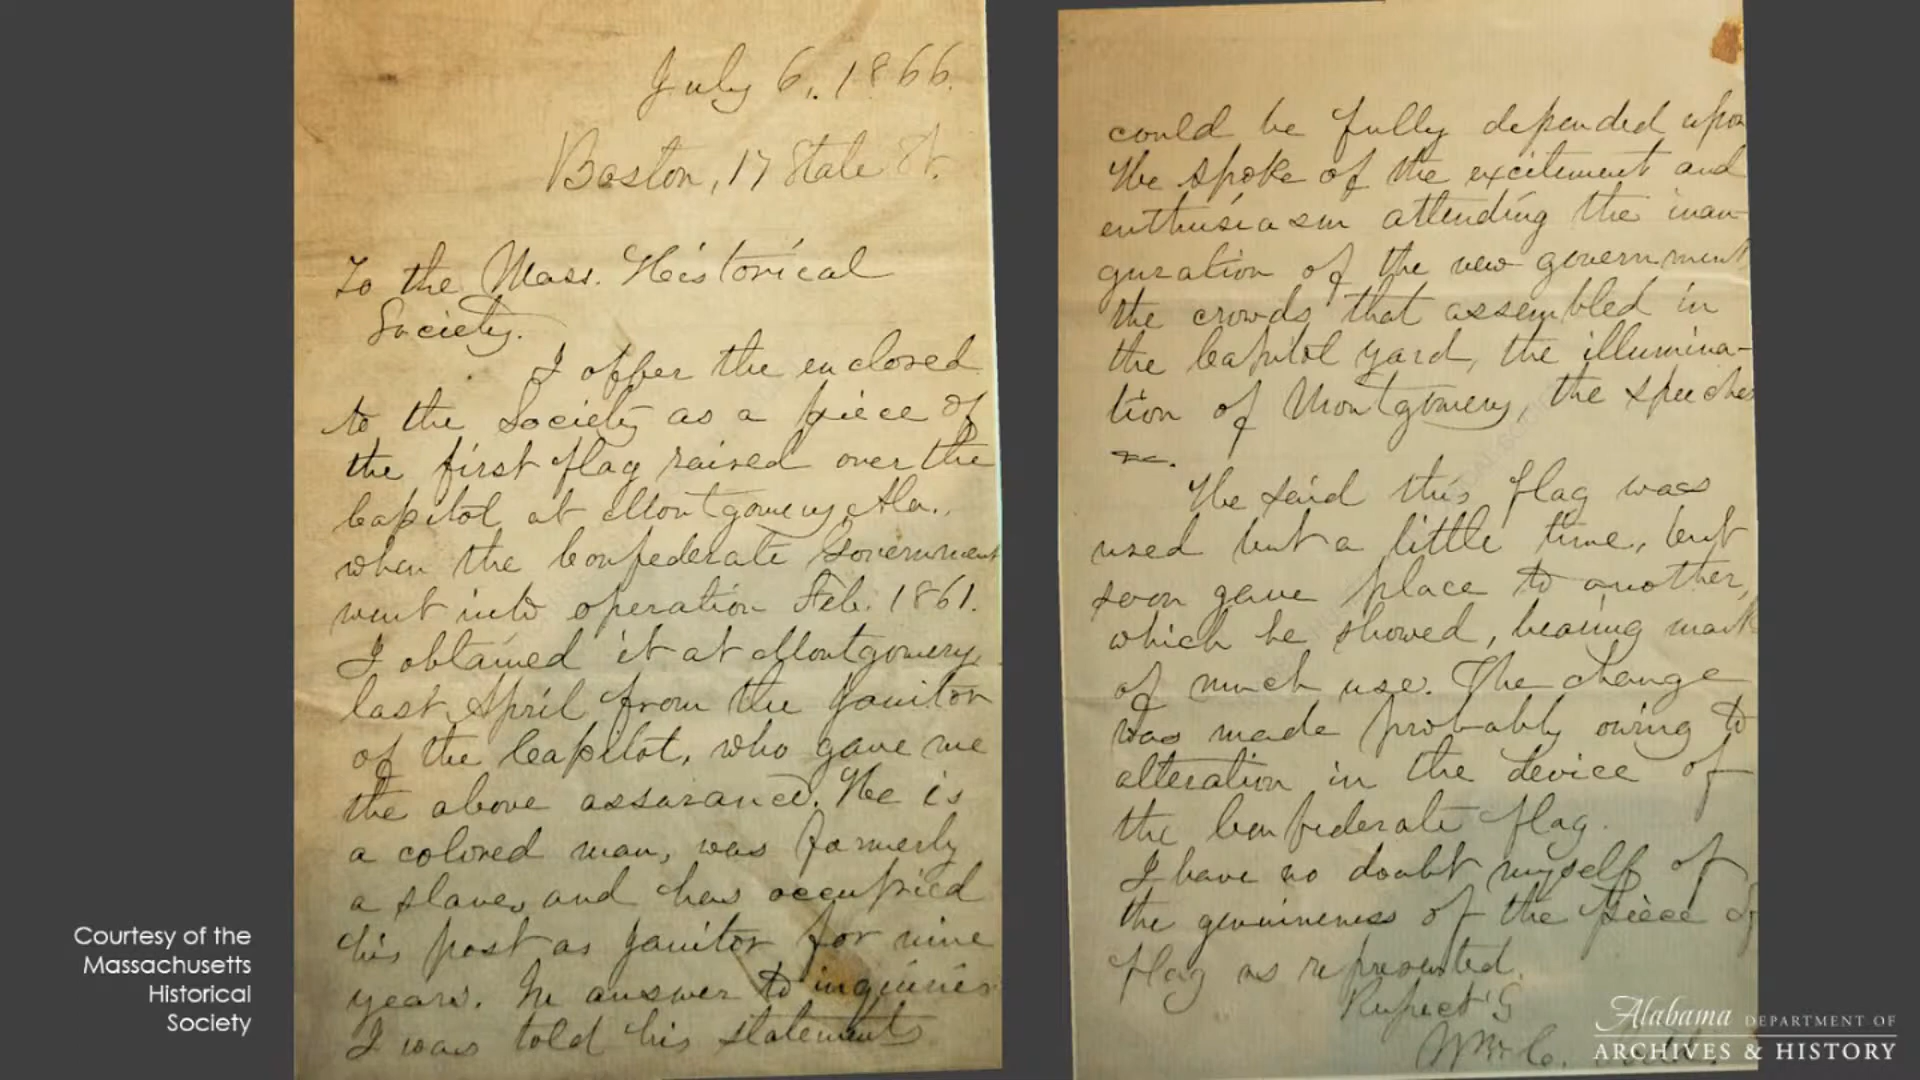 July 6, 1866.
Boston, 17 State St.
To the Mass. Historical
Society.
I offer the enclosed
to the Society as a piece of
the first flag raised over the
Capitol at Montgomery Ala.,
when the Confederate Government
went into operation Feb. 1861.
I obtained it at Montgomery
last April from the Janitor
of the Capitol, who gave me
the above assurance. He is
a colored man, was formerly
a slave, and has occupied
his post as Janitor for nine
years. In answer to inquiries
I was told his statements
could be fully depended upon
He spoke of the excitement and
enthusiasm attending the inau-
guration of the new government
the crowds that assembled in
the Capitol yard, the illumina-
tion of Montgomery, the speeches
&c.
He said this flag was
used but a little time, but
soon gave place to another,
which he showed, bearing mark
of much use. The change
was made probably owing to
alteration in the device of
the Confederate flag.
I have no doubt myself of
the genuineness of the piece of
flag as represented.
Respect'y
Wm C.
Courtesy of the
Massachusetts
Historical
Society
Alabama DEPARTMENT OF
ARCHIVES & HISTORY